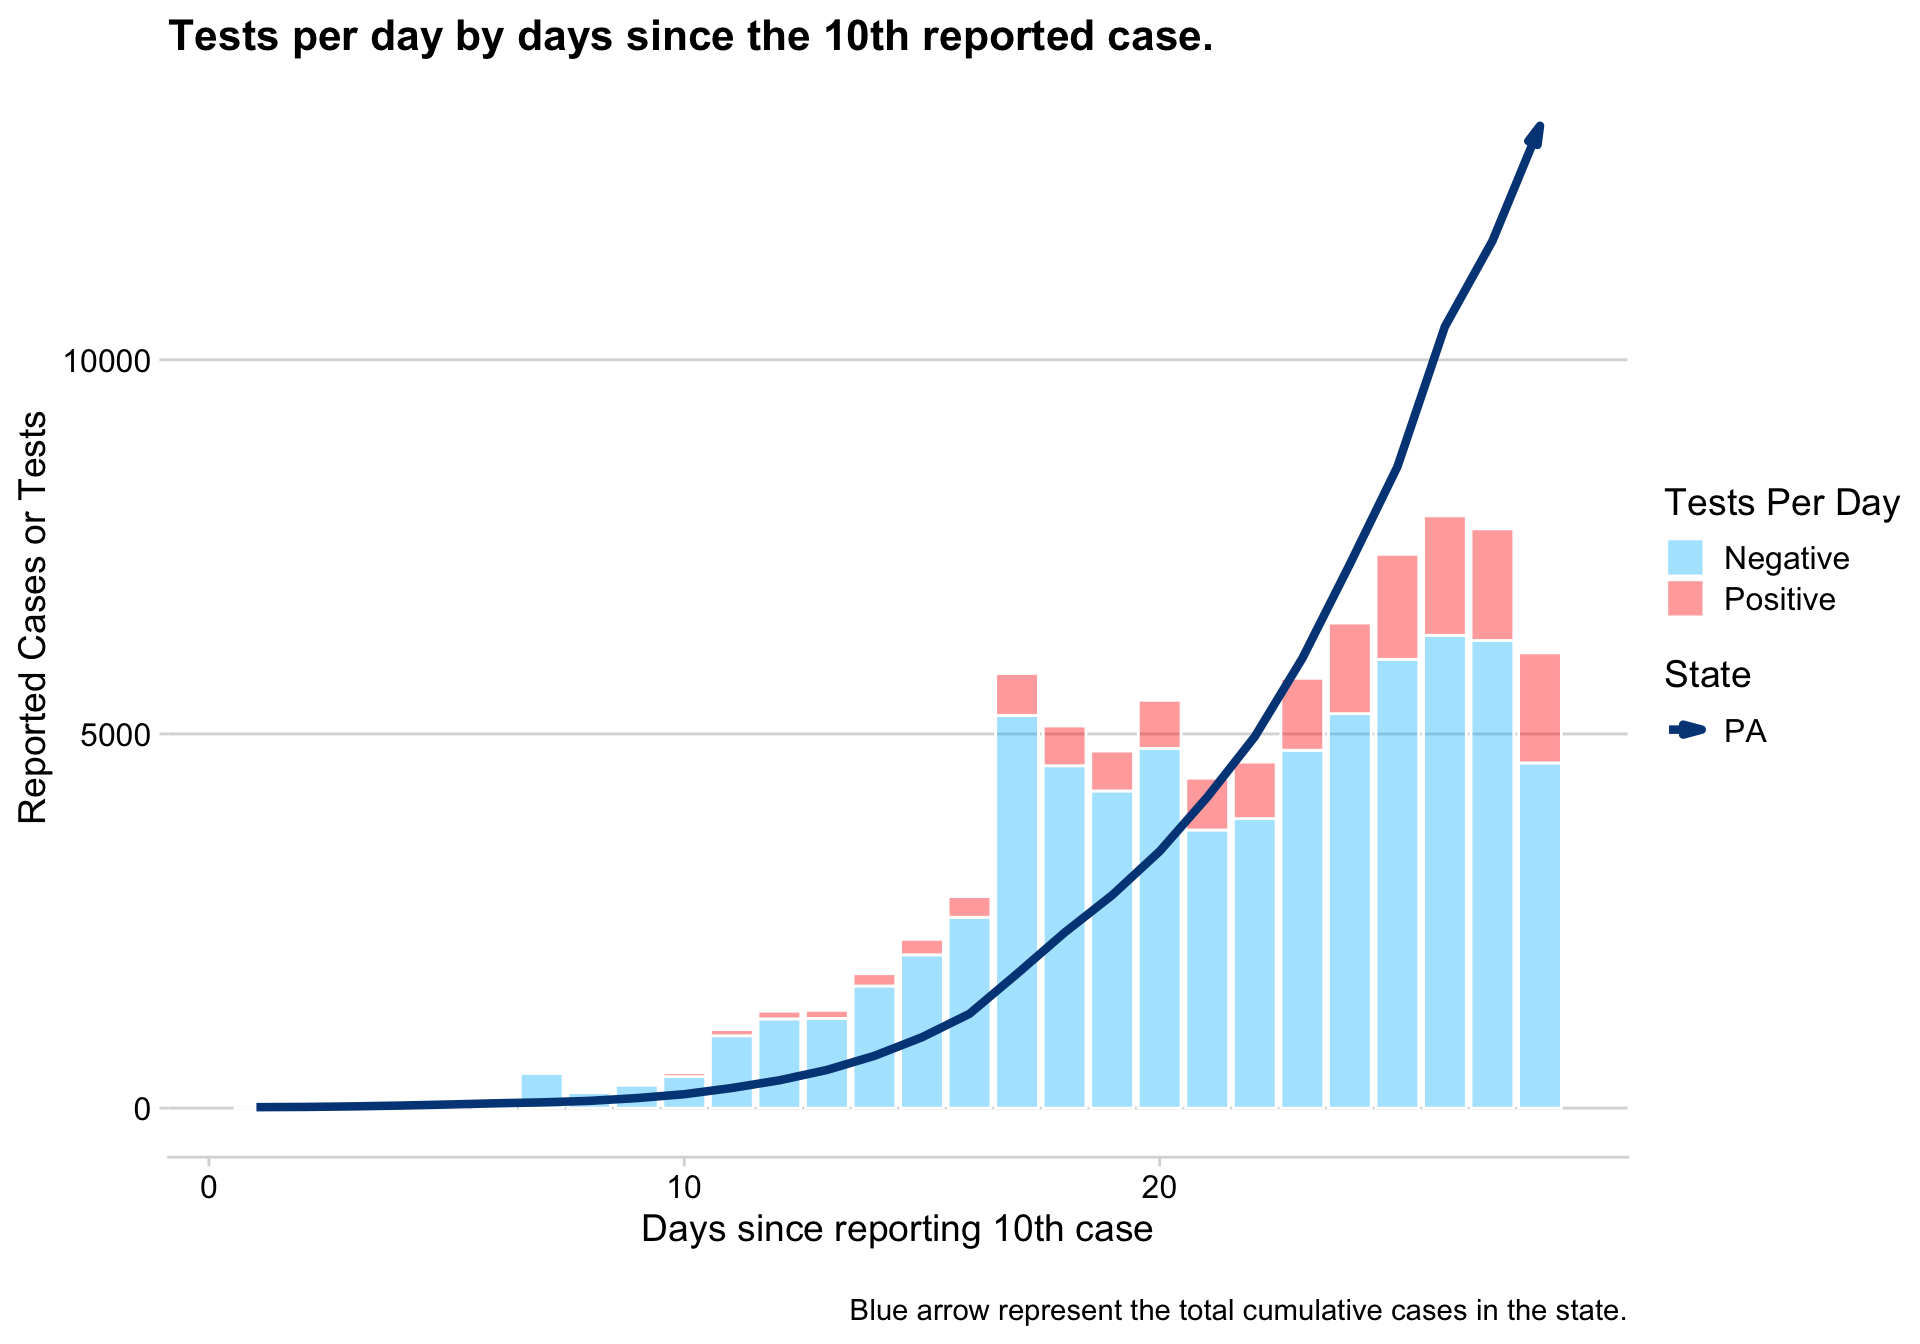 Tests per day by days since the 10th reported case.
10000
5000
0
Reported Cases or Tests
0 10 20
Days since reporting 10th case
Tests Per Day
Negative
Positive
State
PA
Blue arrow represent the total cumulative cases in the state.